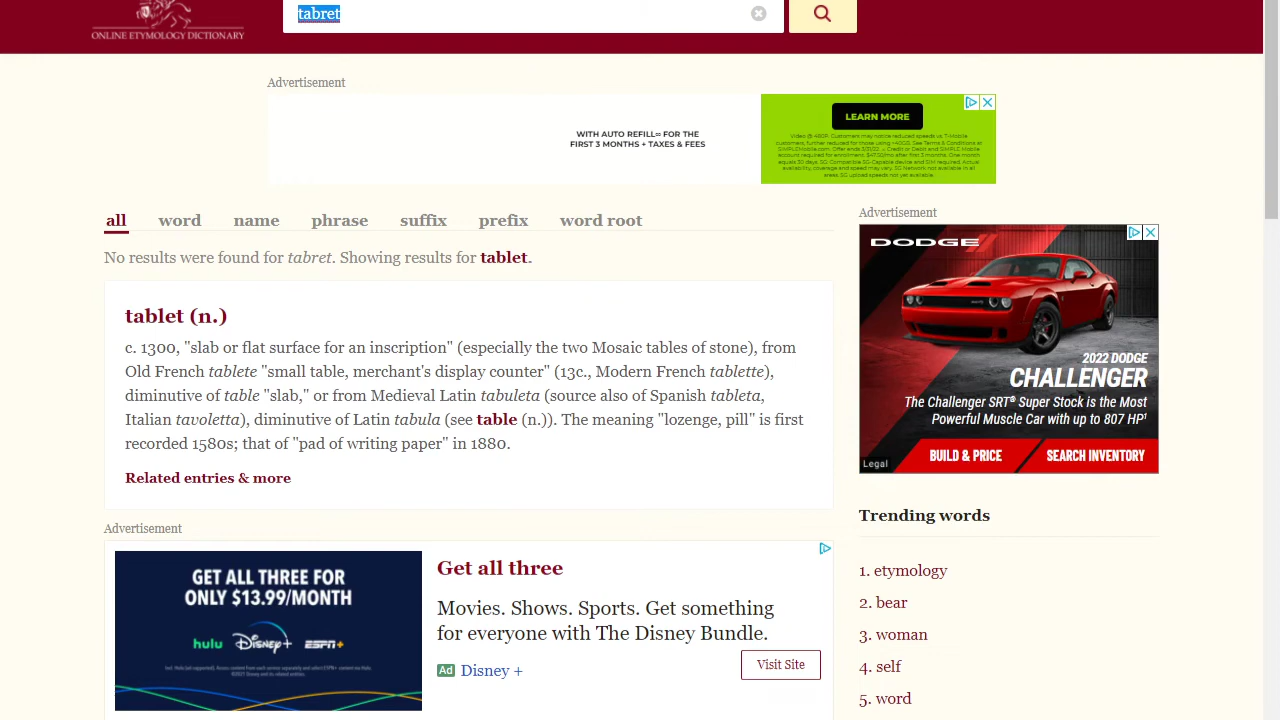 tabret
ONLINE ETYMOLOGY DICTIONARY
Advertisement
WITH AUTO REFILL≈ FOR THE
FIRST 3 MONTHS + TAXES & FEES
LEARN MORE
Advertisement
all word name phrase suffix prefix word root
No results were found for tabret. Showing results for tablet.
tablet (n.)
c. 1300, "slab or flat surface for an inscription" (especially the two Mosaic tables of stone), from
Old French tablete "small table, merchant's display counter" (13c., Modern French tablette),
diminutive of table "slab," or from Medieval Latin tabuleta (source also of Spanish tableta,
Italian tavoletta), diminutive of Latin tabula (see table (n.)). The meaning "lozenge, pill" is first
recorded 1580s; that of "pad of writing paper" in 1880.
Related entries & more
DODGE
2022 DODGE
CHALLENGER
The Challenger SRT® Super Stock is the Most
Powerful Muscle Car with up to 807 HP¹
BUILD & PRICE SEARCH INVENTORY
Legal
Advertisement
GET ALL THREE FOR
ONLY $13.99/MONTH
hulu Disney+ ESPN+
Get all three
Movies. Shows. Sports. Get something
for everyone with The Disney Bundle.
Ad Disney +
Visit Site
Trending words
1. etymology
2. bear
3. woman
4. self
5. word